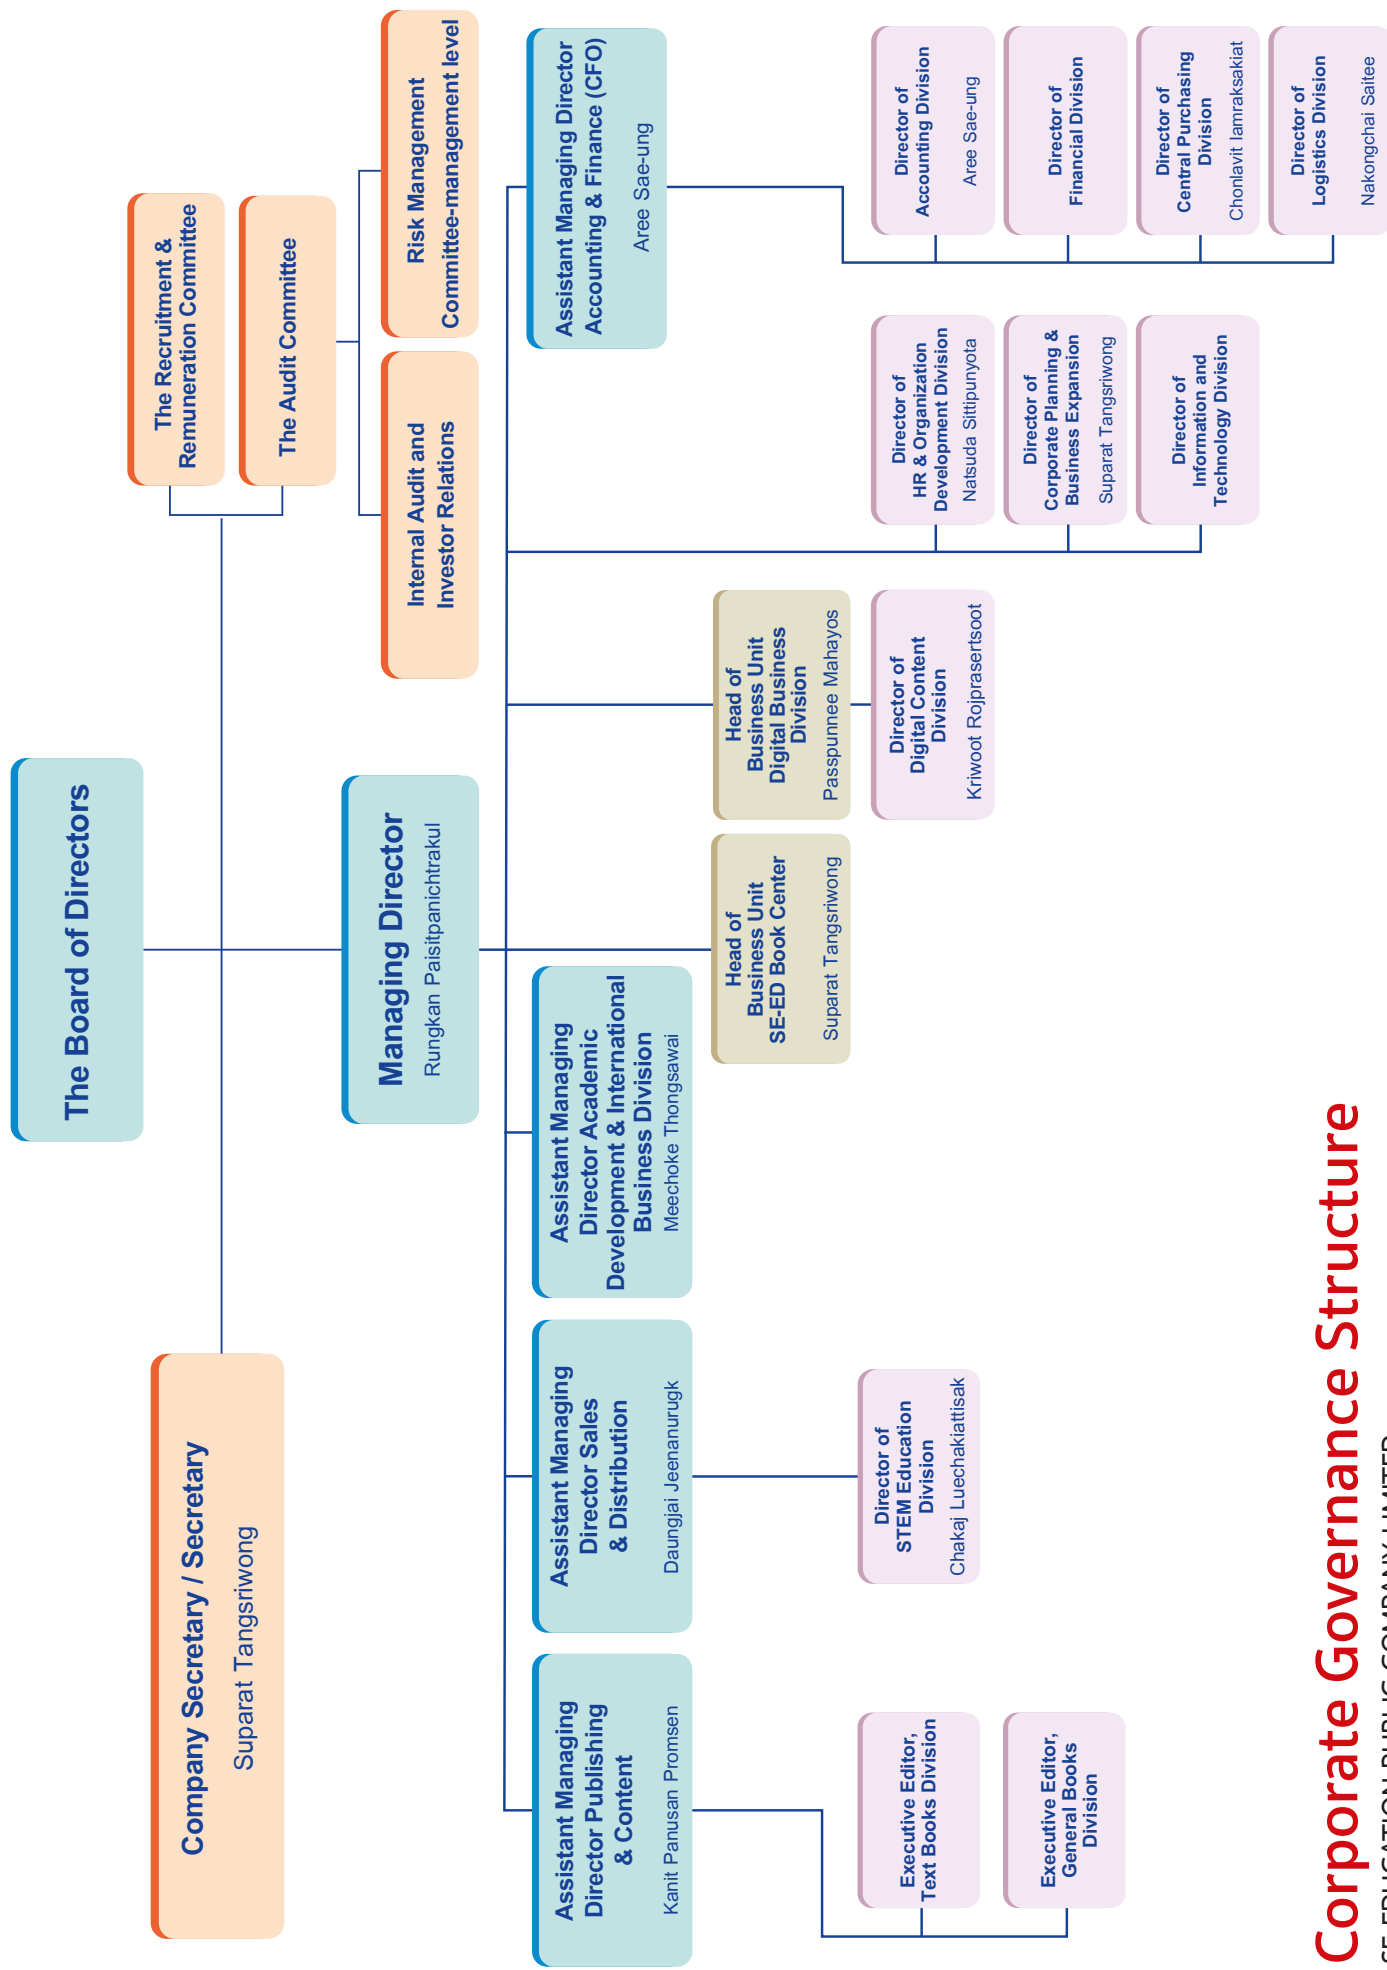 Corporate Governance Structure
SE-EDUCATION PUBLIC COMPANY LIMITED
The Board of Directors
Company Secretary / Secretary
Suparat Tangsriwong
The Recruitment &
Remuneration Committee
The Audit Committee
Internal Audit and
Investor Relations
Risk Management
Committee-management level
Managing Director
Rungkan Paisitpanichtrakul
Assistant Managing
Director Publishing
& Content
Kanit Panusan Promsen
Assistant Managing
Director Sales
& Distribution
Daungjai Jeenanurugk
Assistant Managing
Director Academic
Development & International
Business Division
Meechoke Thongsawai
Assistant Managing Director
Accounting & Finance (CFO)
Aree Sae-ung
Head of
Business Unit
SE-ED Book Center
Suparat Tangsriwong
Head of
Business Unit
Digital Business
Division
Passpunnee Mahayos
Executive Editor,
Text Books Division
Executive Editor,
General Books
Division
Director of
STEM Education
Division
Chakaj Luechakiattisak
Director of
Digital Content
Division
Kriwoot Rojprasertsoot
Director of
HR & Organization
Development Division
Natsuda Sittipunyota
Director of
Corporate Planning &
Business Expansion
Suparat Tangsriwong
Director of
Information and
Technology Division
Director of
Accounting Division
Aree Sae-ung
Director of
Financial Division
Director of
Central Purchasing
Division
Chonlavit Iamraksakiat
Director of
Logistics Division
Nakongchai Saitee